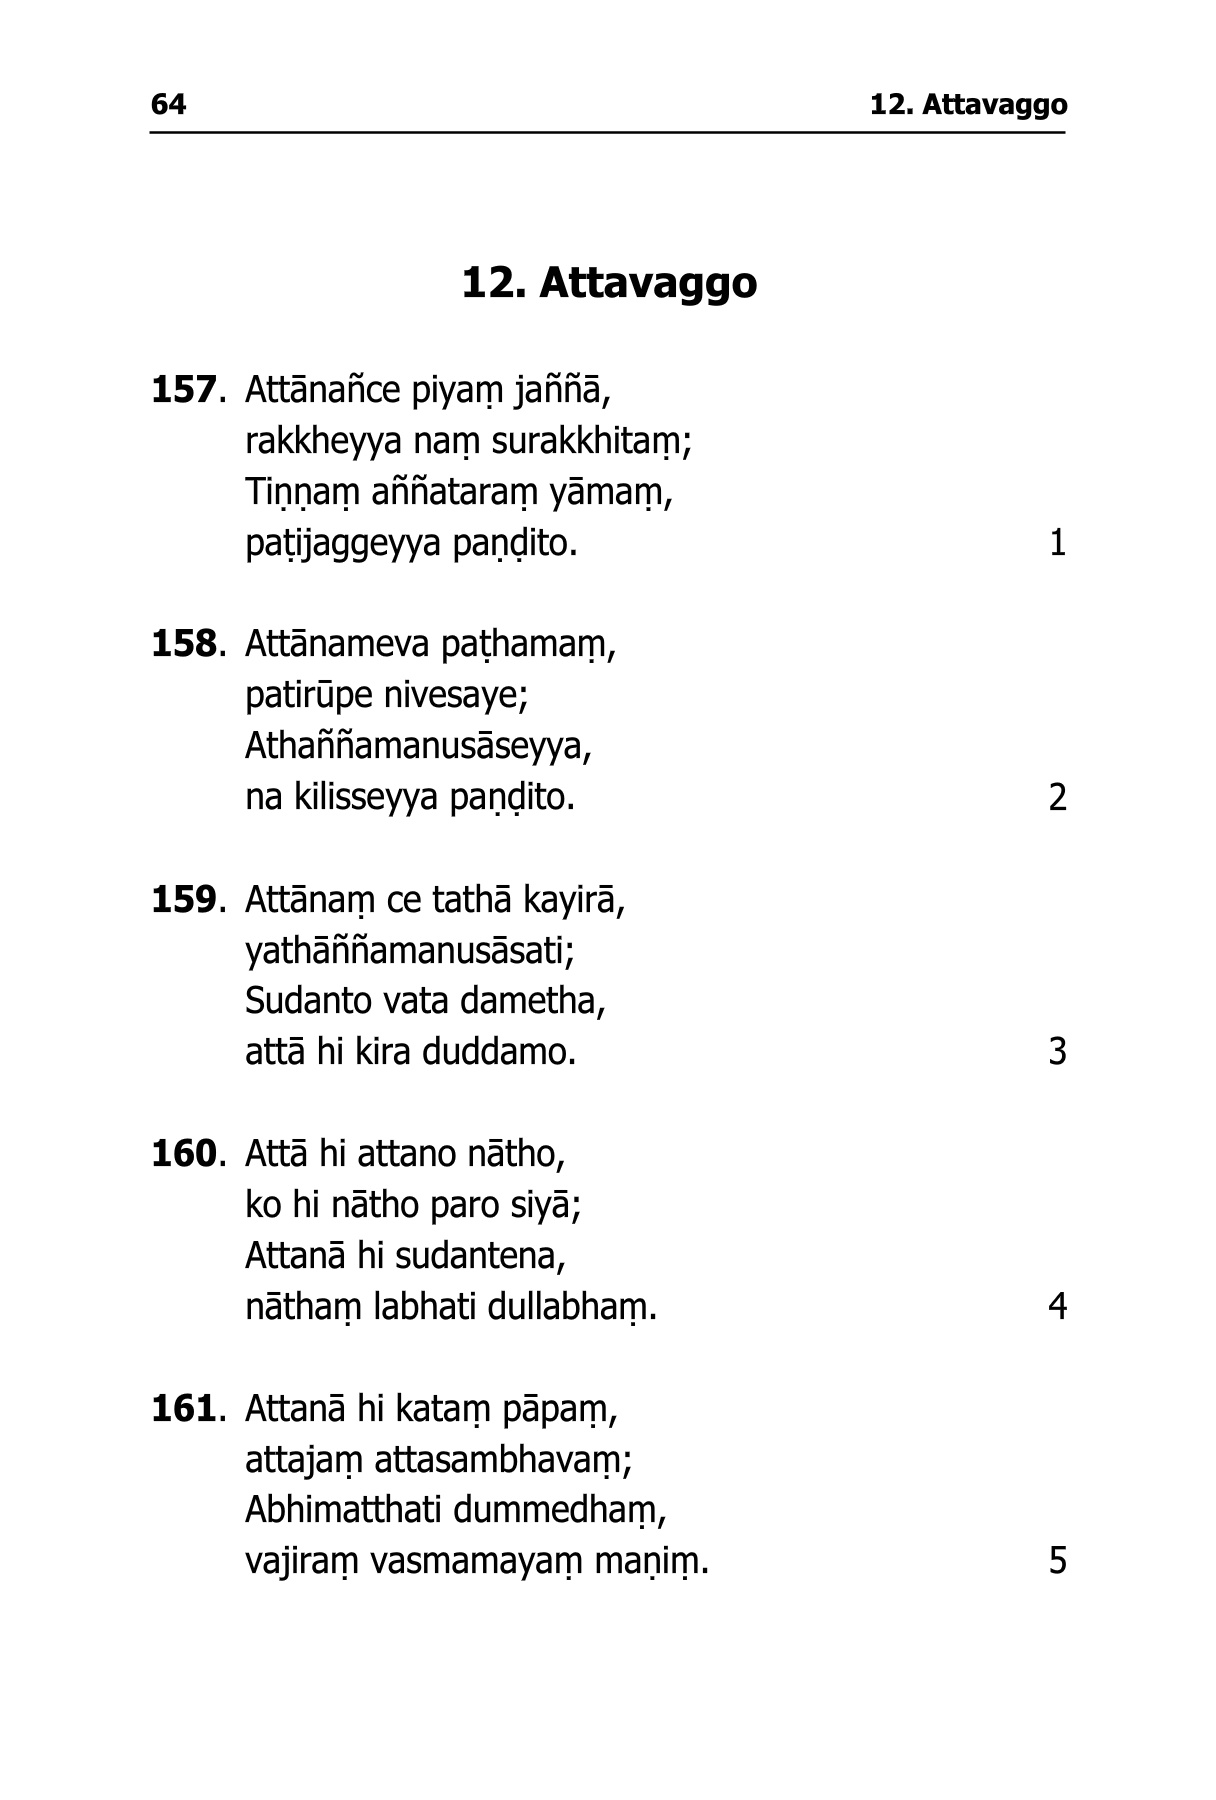 64 12. Attavaggo
12. Attavaggo
157. Attānañce piyaṃ jaññā,
rakkheyya naṃ surakkhitaṃ;
Tiṇṇaṃ aññataraṃ yāmaṃ,
paṭijaggeyya paṇḍito. 1
158. Attānameva paṭhamaṃ,
patirūpe nivesaye;
Athaññamanusāseyya,
na kilisseyya paṇḍito. 2
159. Attānaṃ ce tathā kayirā,
yathāññamanusāsati;
Sudanto vata dametha,
attā hi kira duddamo. 3
160. Attā hi attano nātho,
ko hi nātho paro siyā;
Attanā hi sudantena,
nāthaṃ labhati dullabhaṃ. 4
161. Attanā hi kataṃ pāpaṃ,
attajaṃ attasambhavaṃ;
Abhimatthati dummedhaṃ,
vajiraṃ vasmamayaṃ maṇiṃ. 5